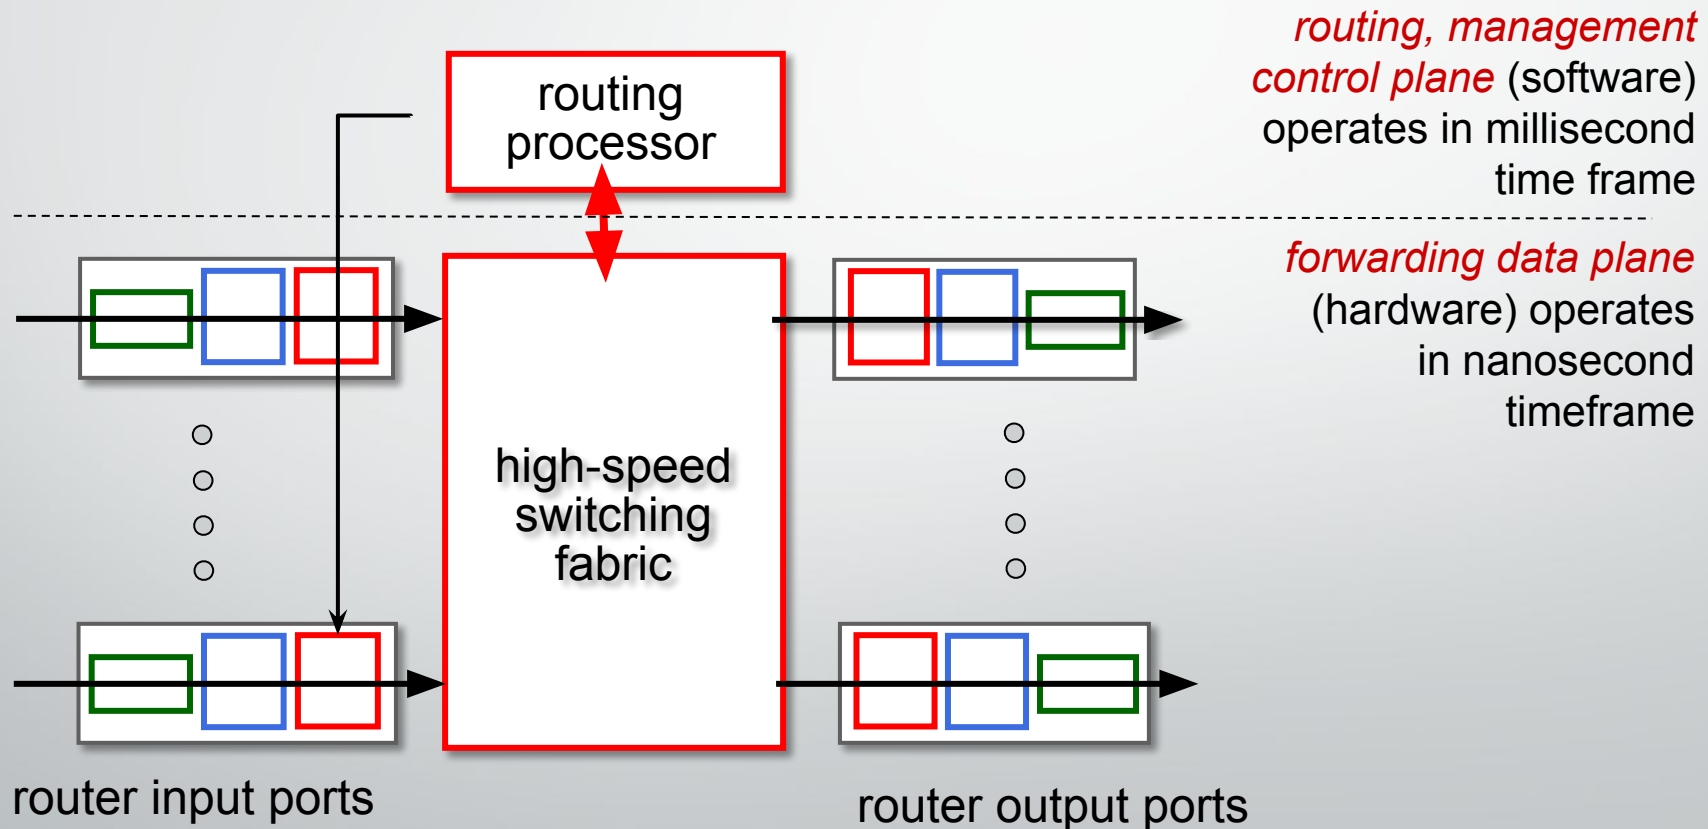 routing, management
control plane (software)
operates in millisecond
time frame
routing
processor
forwarding data plane
(hardware) operates
in nanosecond
timeframe
high-speed
switching
fabric
router input ports
router output ports